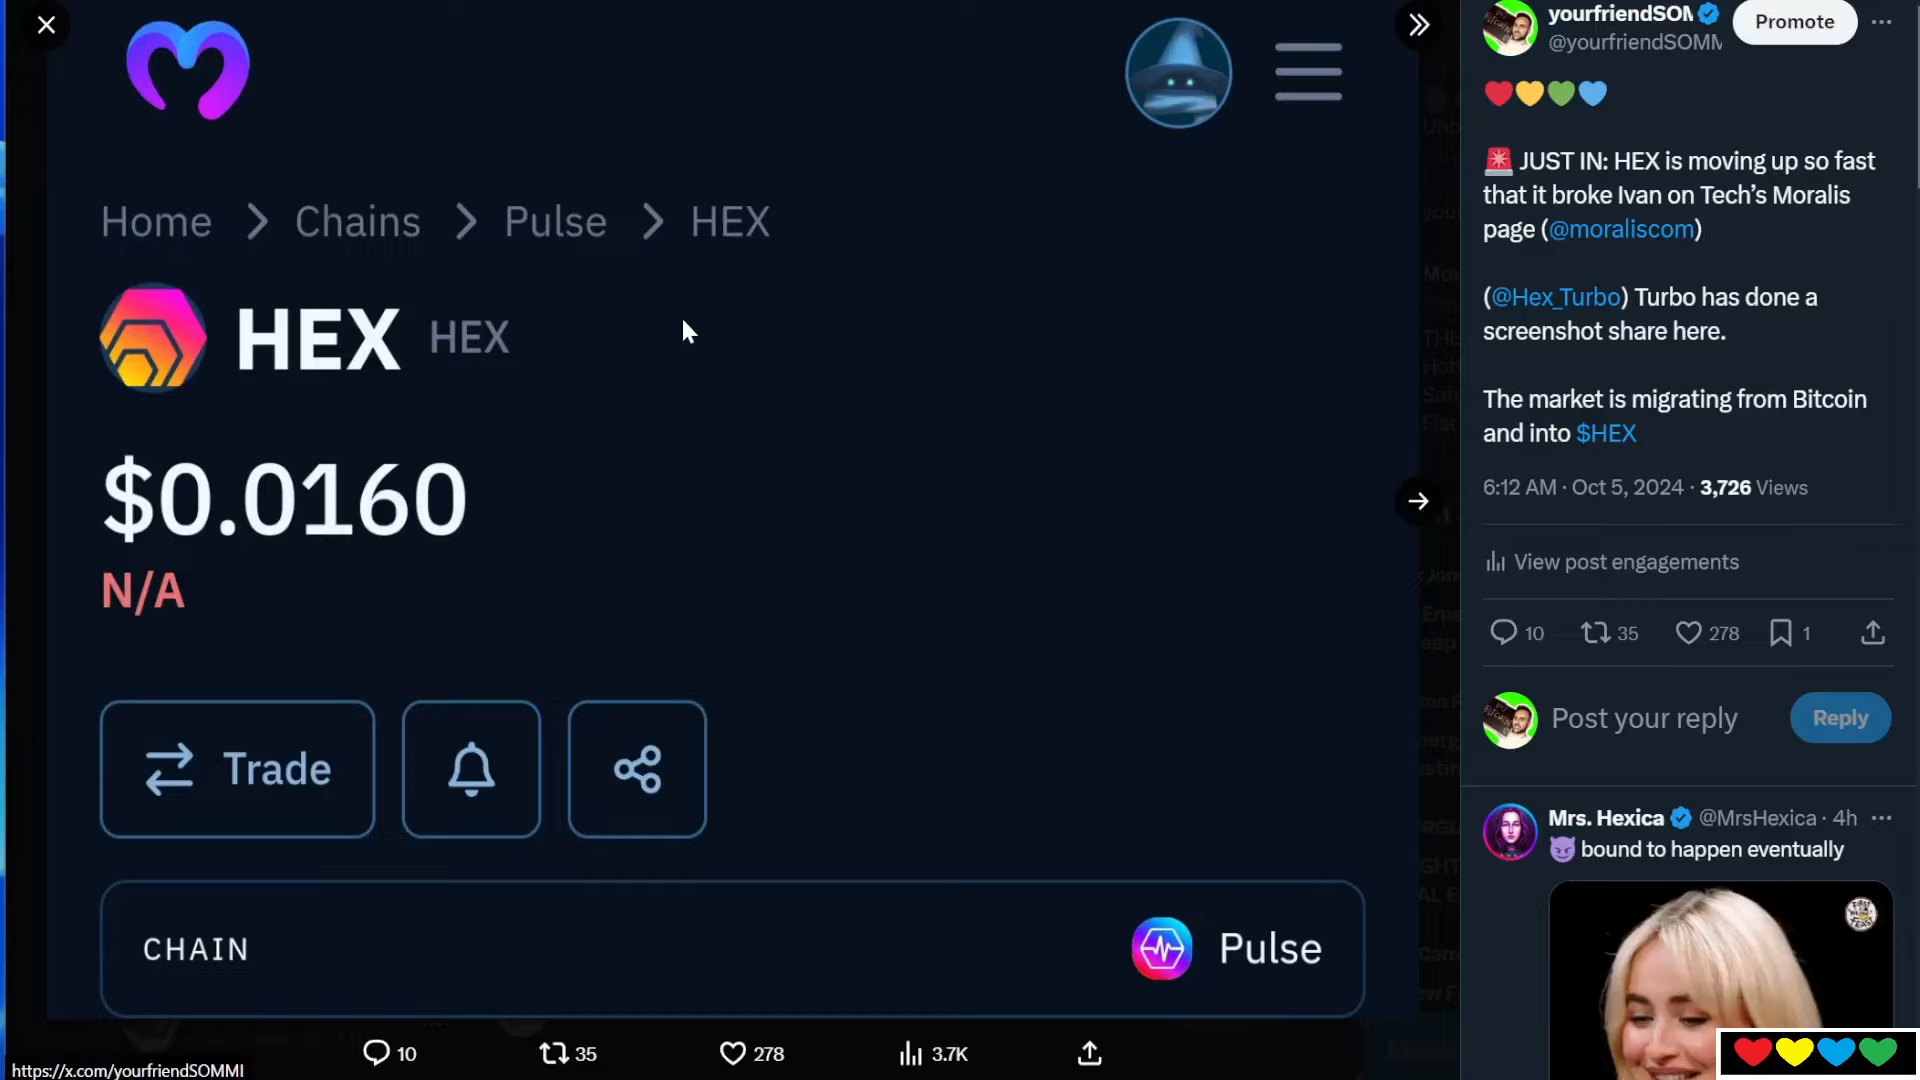 Home > Chains > Pulse > HEX
HEX HEX
$0.0160
N/A
Trade
CHAIN
Pulse
10
35
278
3.7K
https://x.com/yourfriendSOMMI
yourfriendSOM
Promote
@yourfriendSOMM
❤️💛💚💙
🚨 JUST IN: HEX is moving up so fast
that it broke Ivan on Tech’s Moralis
page (@moraliscom)
(@Hex_Turbo) Turbo has done a
screenshot share here.
The market is migrating from Bitcoin
and into $HEX
6:12 AM · Oct 5, 2024 · 3,726 Views
View post engagements
10
35
278
1
Post your reply
Reply
Mrs. Hexica @MrsHexica · 4h
😈 bound to happen eventually